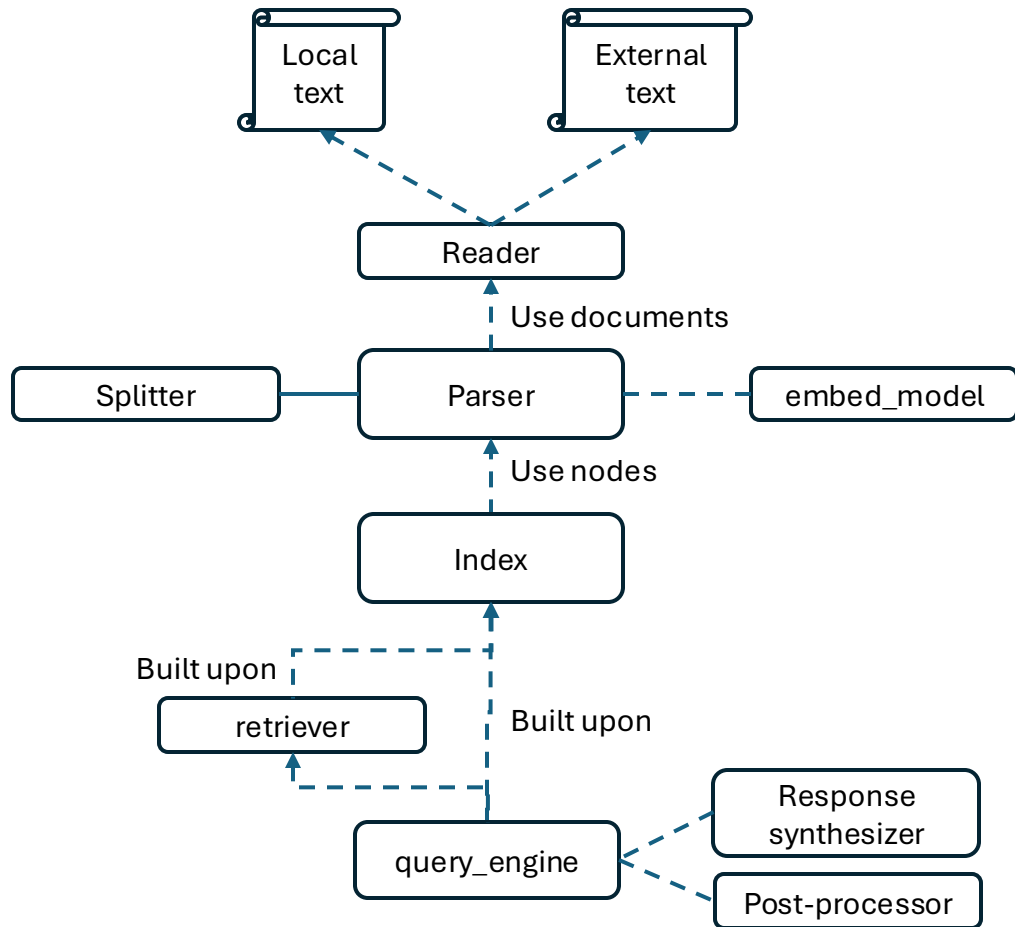 Local
text
External
text
Reader
Use documents
Splitter
Parser
embed_model
Use nodes
Index
Built upon
retriever
Built upon
query_engine
Response
synthesizer
Post-processor